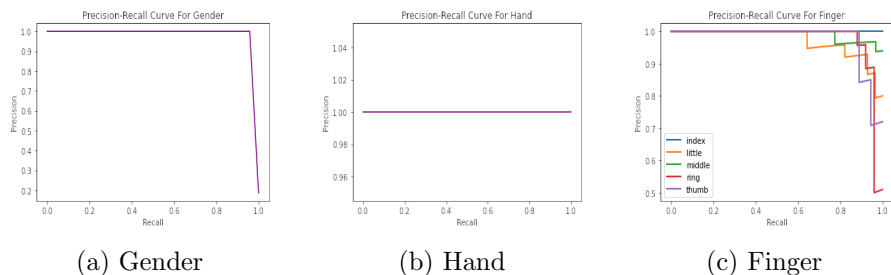 Precision-Recall Curve For Gender
1.0
0.9
0.8
0.7
0.6
0.5
0.4
0.3
0.2
Precision
0.0 0.2 0.4 0.6 0.8 1.0
Recall
(a) Gender
Precision-Recall Curve For Hand
1.04
1.02
1.00
0.98
0.96
Precision
0.0 0.2 0.4 0.6 0.8 1.0
Recall
(b) Hand
Precision-Recall Curve For Finger
1.0
0.9
0.8
0.7
0.6
0.5
Precision
index
little
middle
ring
thumb
0.0 0.2 0.4 0.6 0.8 1.0
Recall
(c) Finger